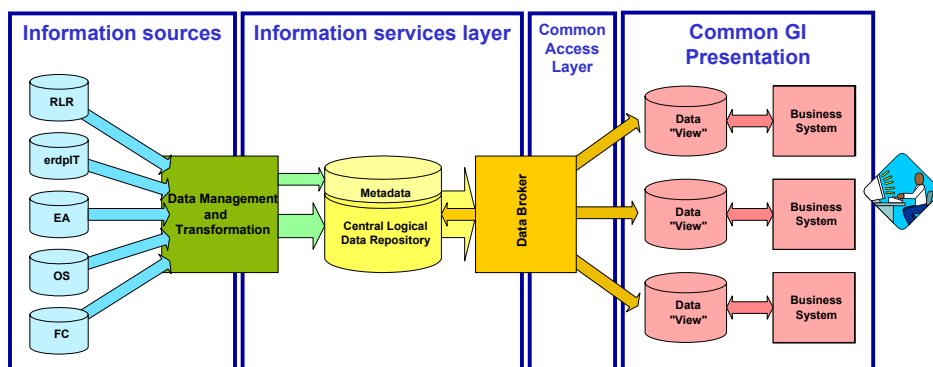 Information sources
Information services layer
Common
Access
Layer
Common GI
Presentation
RLR
erdpIT
EA
OS
FC
Data Management
and
Transformation
Metadata
Central Logical
Data Repository
Data Broker
Data
"View"
Business
System
Data
"View"
Business
System
Data
"View"
Business
System